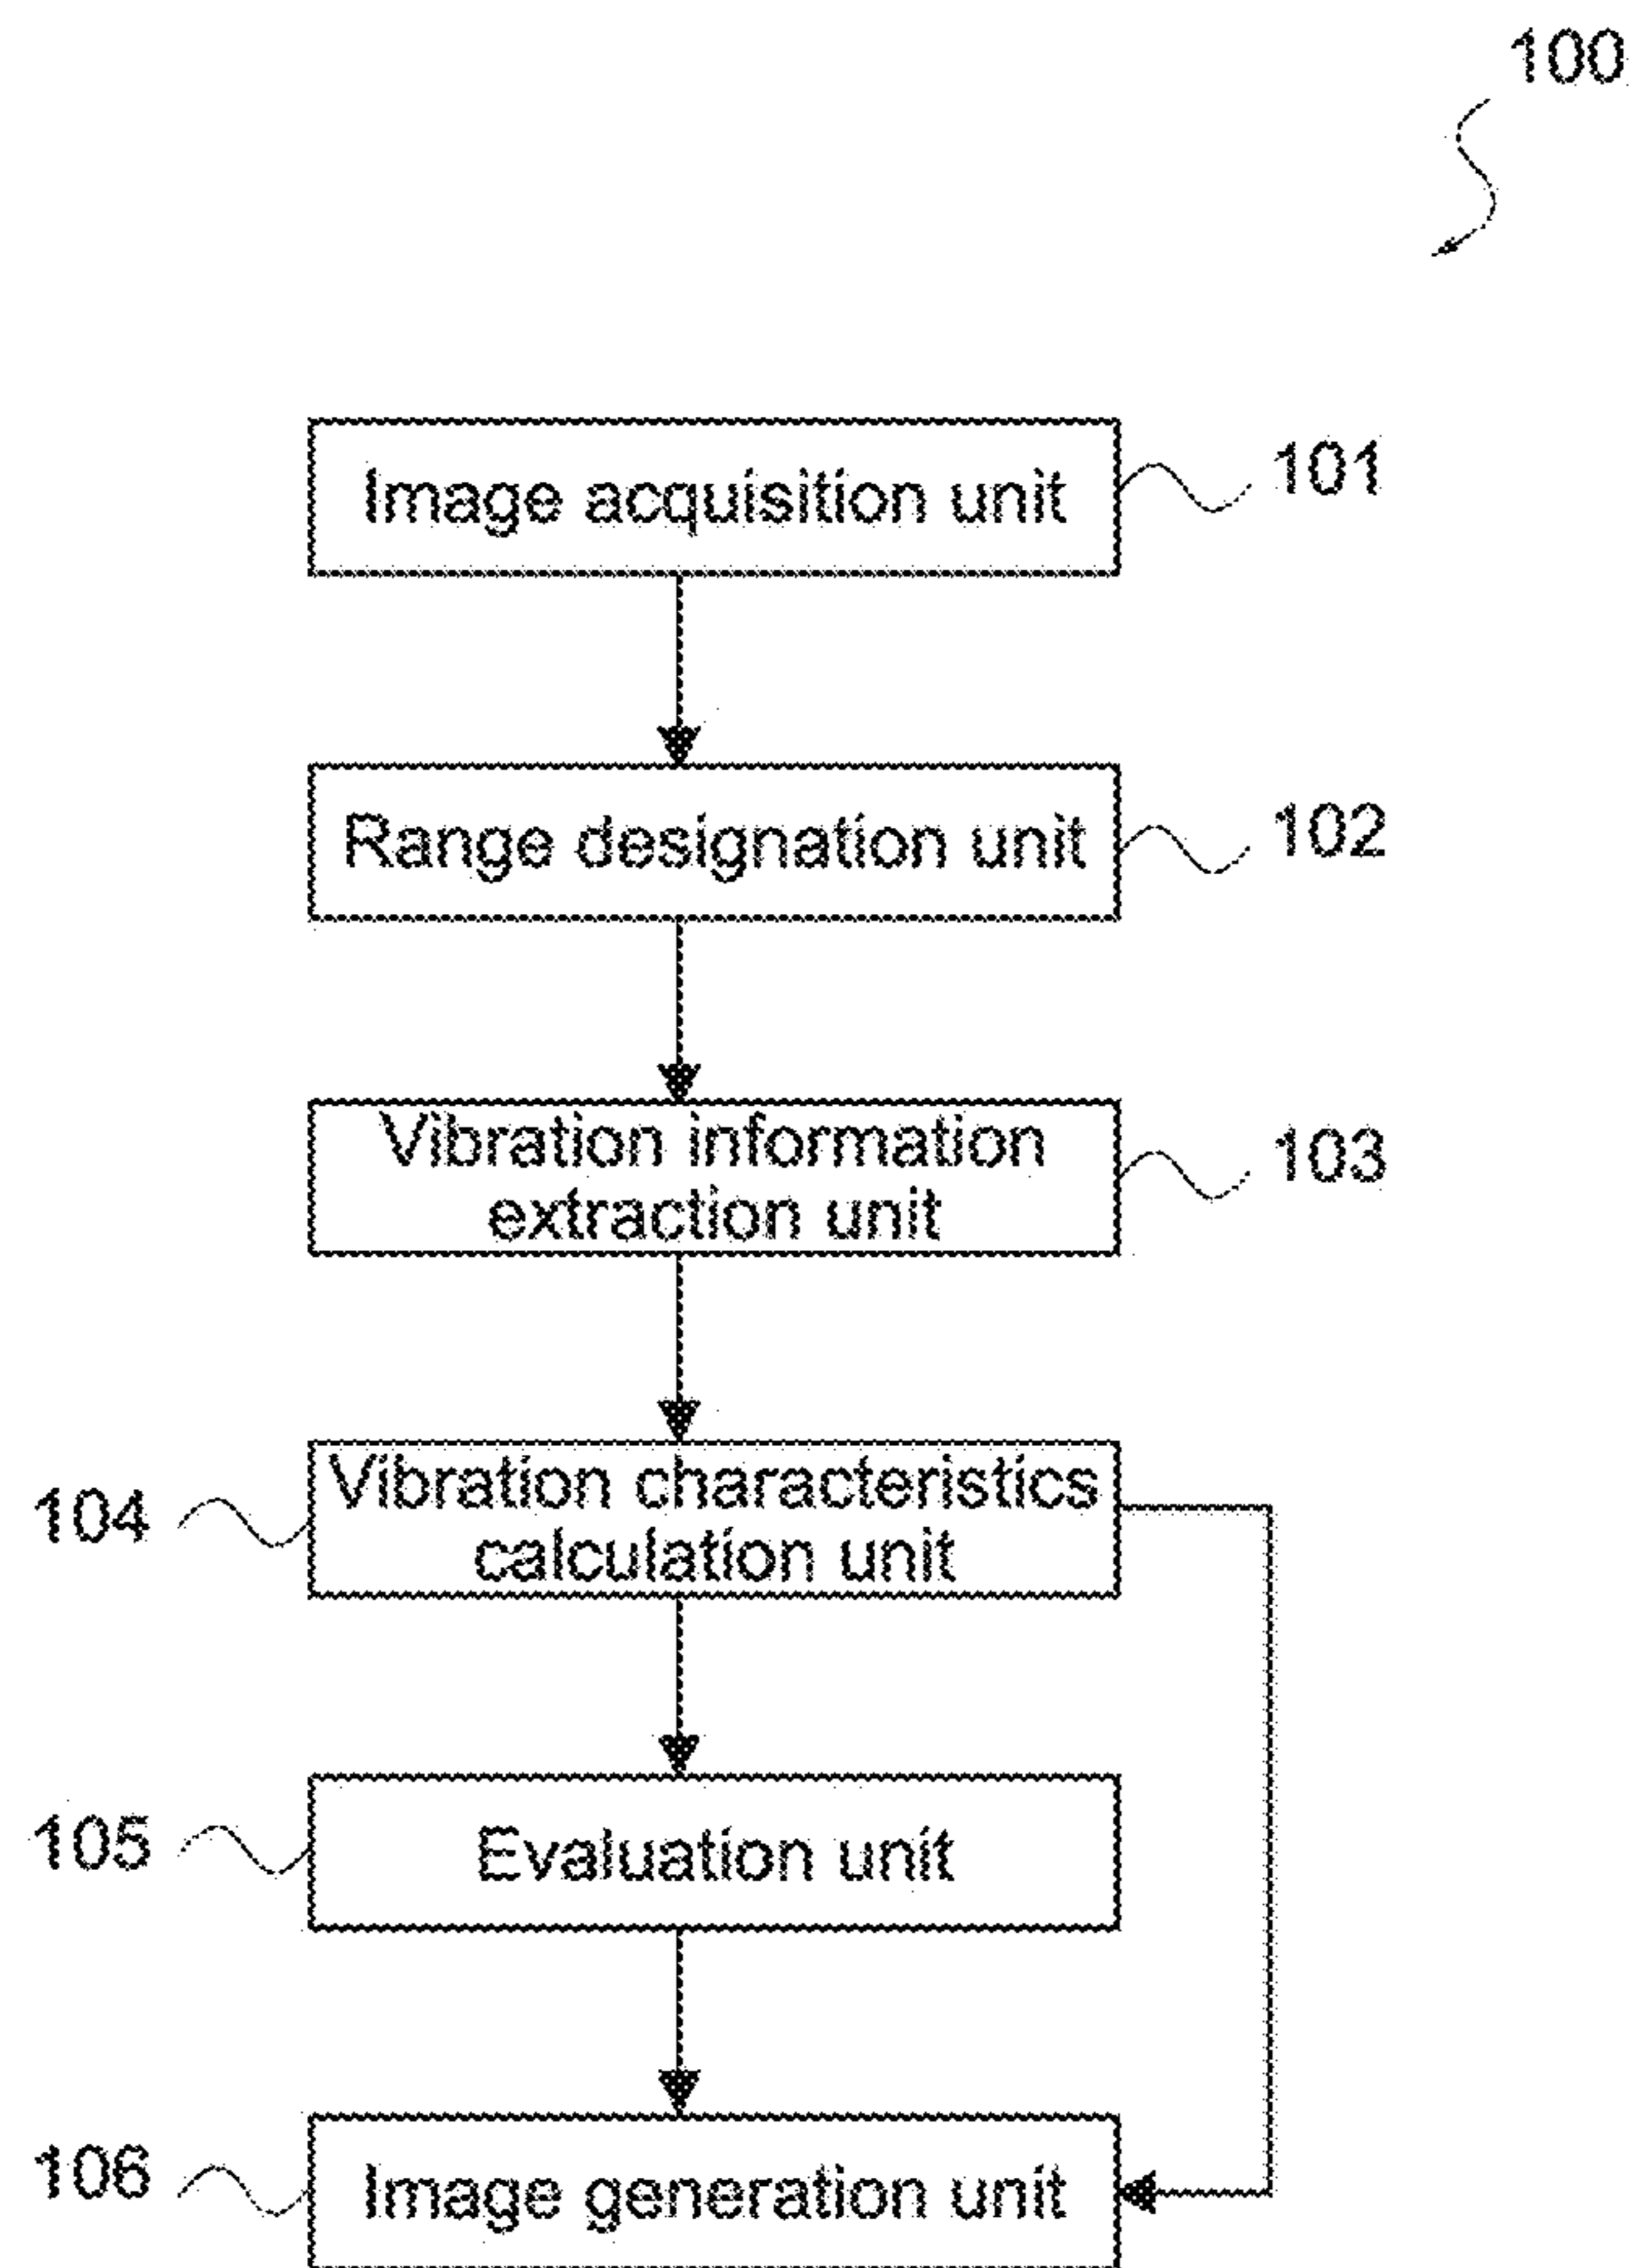 100
Image acquisition unit
101
Range designation unit
102
Vibration information
extraction unit
103
104
Vibration characteristics
calculation unit
105
Evaluation unit
106
Image generation unit